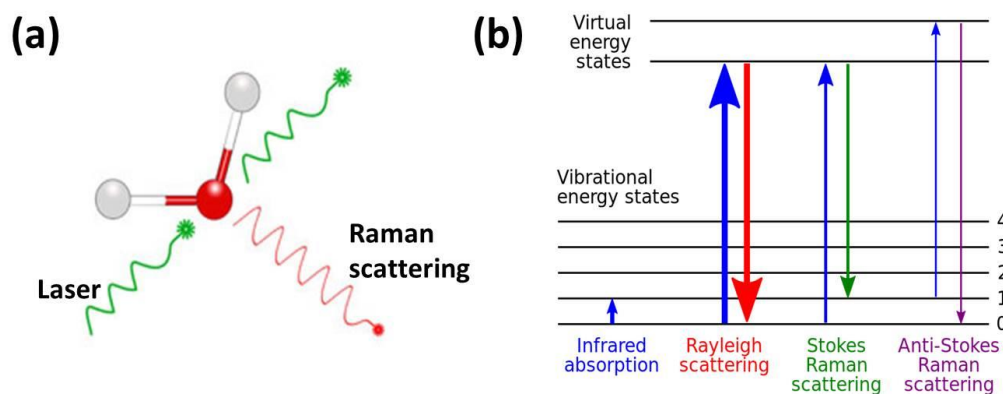 (a)
Laser
Raman
scattering
(b)
Virtual
energy
states
Vibrational
energy states
4
3
2
1
0
Infrared
absorption
Rayleigh
scattering
Stokes
Raman
scattering
Anti-Stokes
Raman
scattering